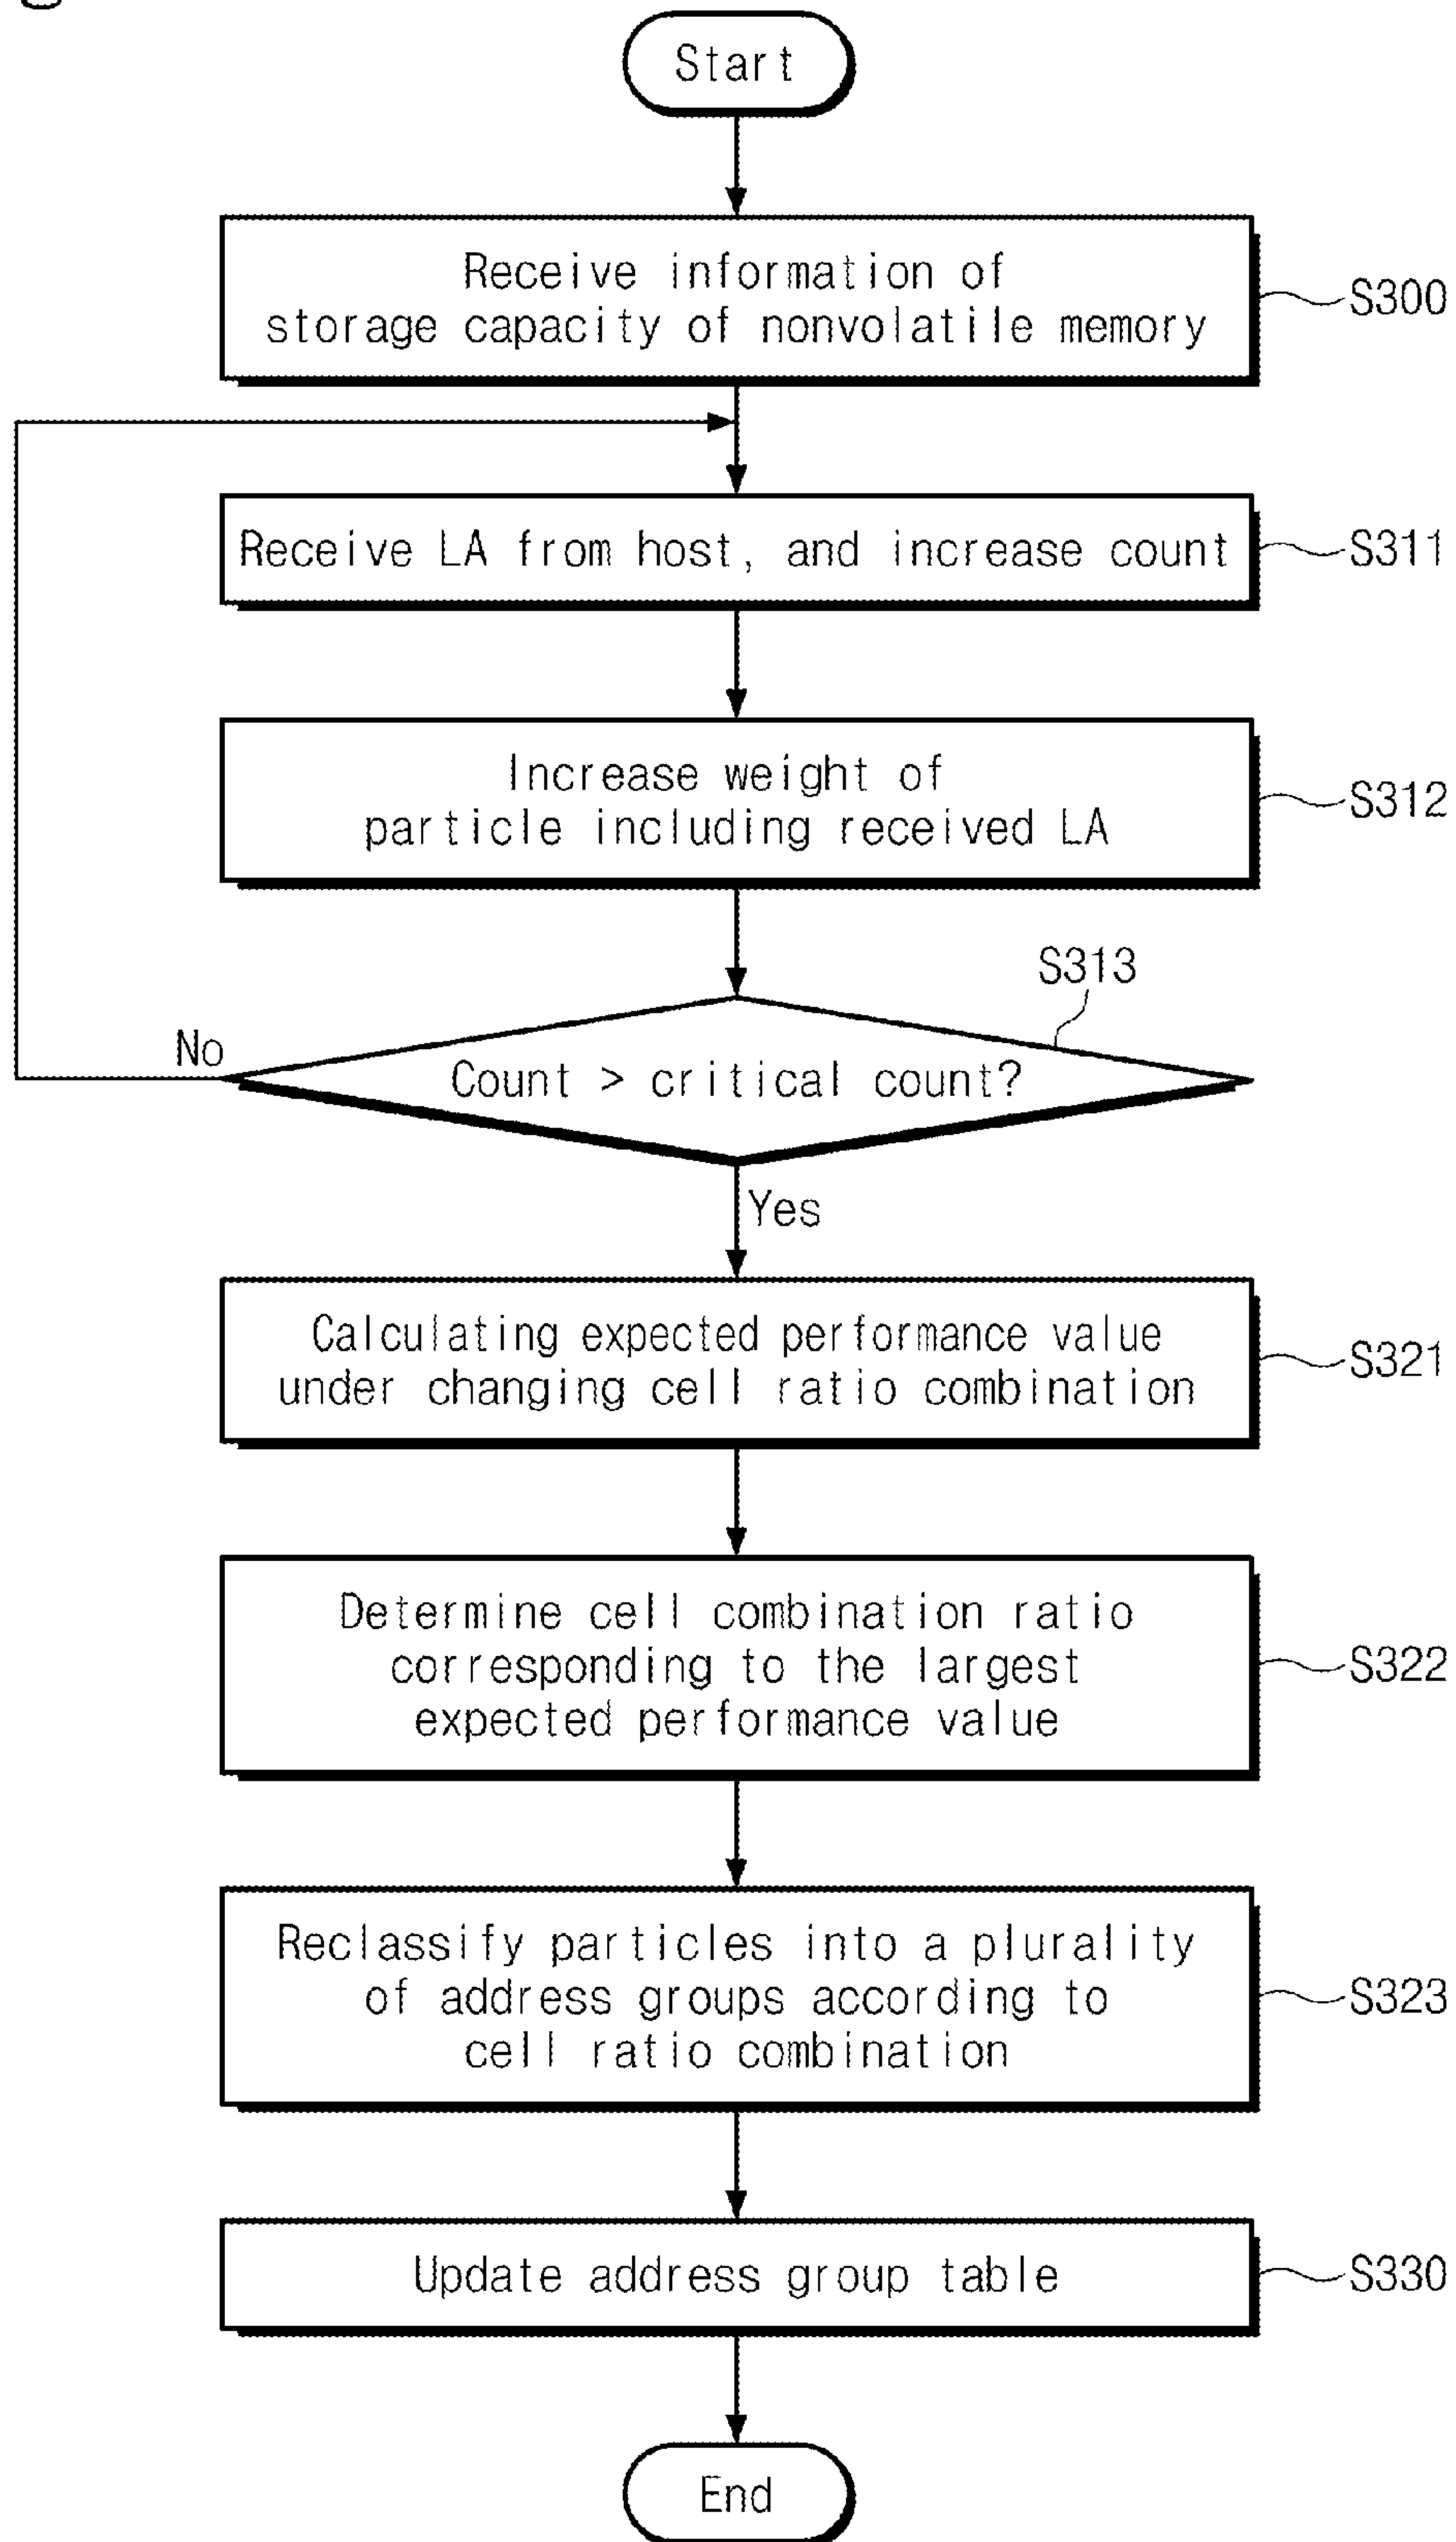 Start
Receive information of
storage capacity of nonvolatile memory
S300
Receive LA from host, and increase count
S311
Increase weight of
particle including received LA
S312
S313
No
Count > critical count?
Yes
Calculating expected performance value
under changing cell ratio combination
S321
Determine cell combination ratio
corresponding to the largest
expected performance value
S322
Reclassify particles into a plurality
of address groups according to
cell ratio combination
S323
Update address group table
S330
End